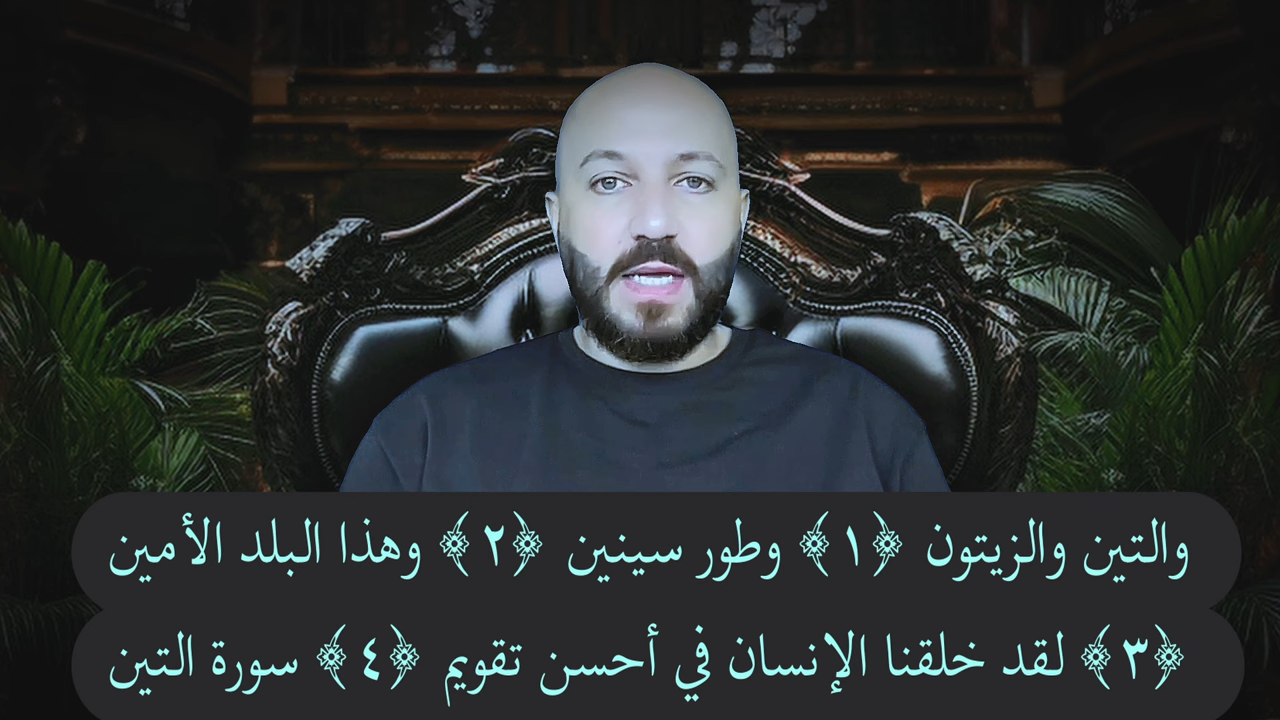 والتين والزيتون ﴿١﴾ وطور سينين ﴿٢﴾ وهذا البلد الأمين
﴿٣﴾ لقد خلقنا الإنسان في أحسن تقويم ﴿٤﴾ سورة التين